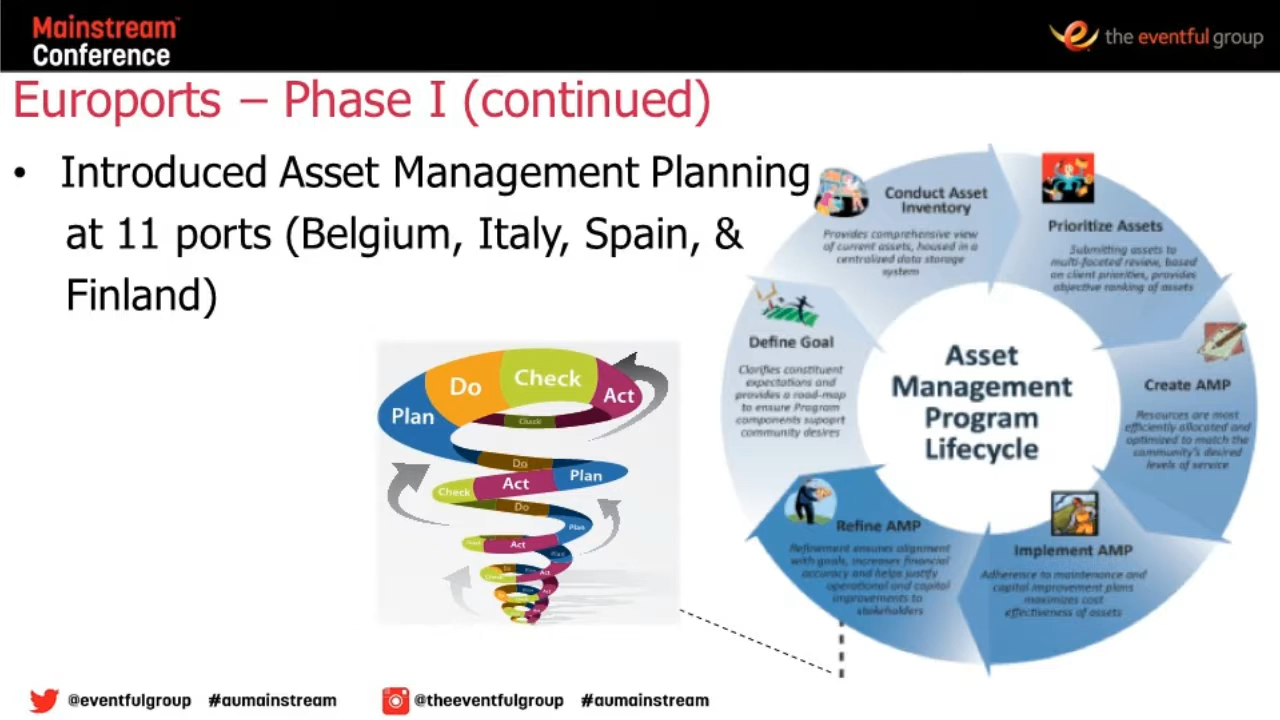 Mainstream™
Conference
the eventful group
Euroports – Phase I (continued)
• Introduced Asset Management Planning
at 11 ports (Belgium, Italy, Spain, &
Finland)
Plan
Do
Check
Act
Check
Do
Plan
Act
Check
Do
Plan
Act
Asset
Management
Program
Lifecycle
Conduct Asset
Inventory
Provides comprehensive view
of current assets, housed in a
centralized data storage
system
Prioritize Assets
Submitting assets to
multi-faceted review, based
on client priorities, provides
objective ranking of assets
Create AMP
Resources are most
efficiently allocated and
optimized to match the
community's desired
levels of service
Implement AMP
Adherence to maintenance and
capital improvement plans
maximizes cost
effectiveness of assets
Refine AMP
Refinement ensures alignment
with goals, increases financial
accuracy and helps justify
operational and capital
improvements to
stakeholders
Define Goal
Clarifies constituent
expectations and
provides a road-map
to ensure Program
components supoprt
community desires
@eventfulgroup #aumainstream
@theeventfulgroup #aumainstream